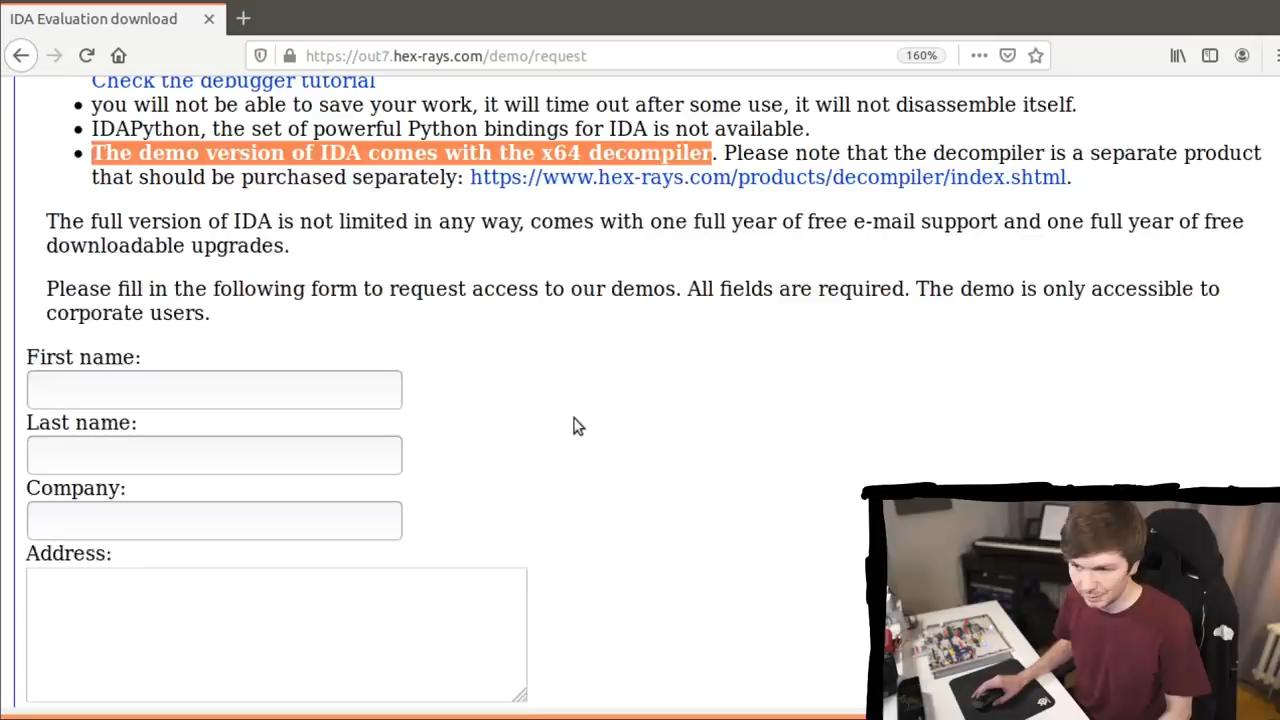 IDA Evaluation download
https://out7.hex-rays.com/demo/request
160%
Check the debugger tutorial
• you will not be able to save your work, it will time out after some use, it will not disassemble itself.
• IDAPython, the set of powerful Python bindings for IDA is not available.
• The demo version of IDA comes with the x64 decompiler. Please note that the decompiler is a separate product
that should be purchased separately: https://www.hex-rays.com/products/decompiler/index.shtml.
The full version of IDA is not limited in any way, comes with one full year of free e-mail support and one full year of free
downloadable upgrades.
Please fill in the following form to request access to our demos. All fields are required. The demo is only accessible to
corporate users.
First name:
Last name:
Company:
Address: